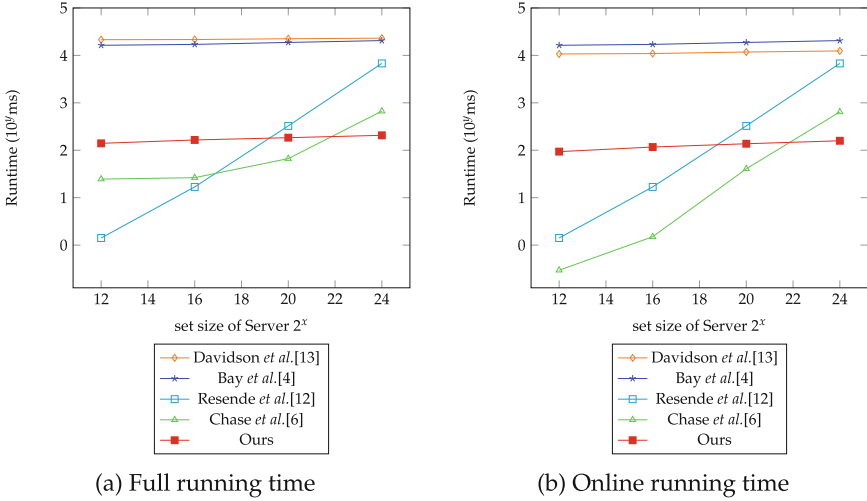 5
4
3
2
1
0
Runtime (10^y ms)
12 14 16 18 20 22 24
set size of Server 2^x
Davidson et al.[13]
Bay et al.[4]
Resende et al.[12]
Chase et al.[6]
Ours
(a) Full running time
5
4
3
2
1
0
Runtime (10^y ms)
12 14 16 18 20 22 24
set size of Server 2^x
Davidson et al.[13]
Bay et al.[4]
Resende et al.[12]
Chase et al.[6]
Ours
(b) Online running time